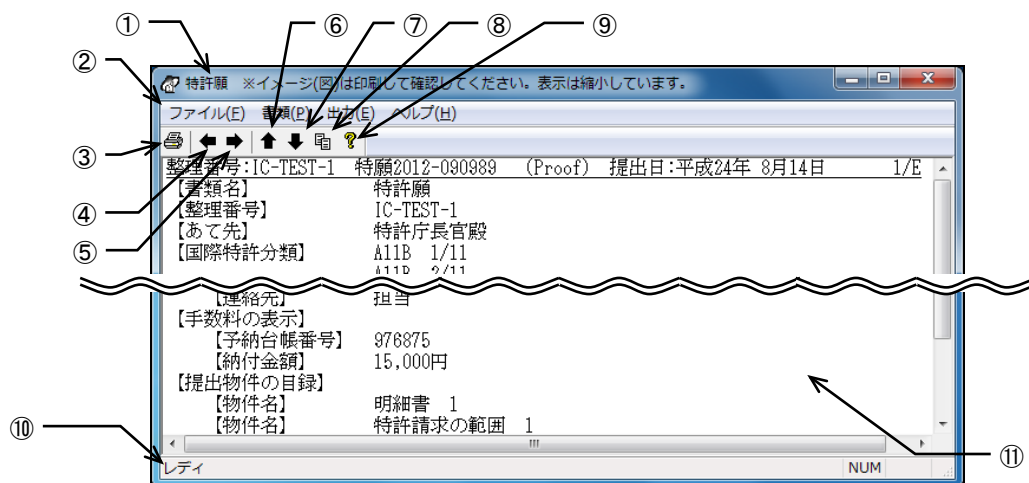 ① ⑥ ⑦ ⑧ ⑨
②
特許願 ※イメージ(図)は印刷して確認してください。表示は縮小しています。
ファイル(F) 書類(P) 出力(E) ヘルプ(H)
③
整理番号:IC-TEST-1 特願2012-090989 (Proof) 提出日:平成24年 8月14日 1/E
【書類名】 特許願
【整理番号】 IC-TEST-1
④
【あて先】 特許庁長官殿
⑤
【国際特許分類】 A11B 1/11
A11B 2/11
【連絡先】 担当
【手数料の表示】
【予納台帳番号】 976875
【納付金額】 15,000円
【提出物件の目録】
【物件名】 明細書 1
【物件名】 特許請求の範囲 1
⑩
⑪
レディ NUM